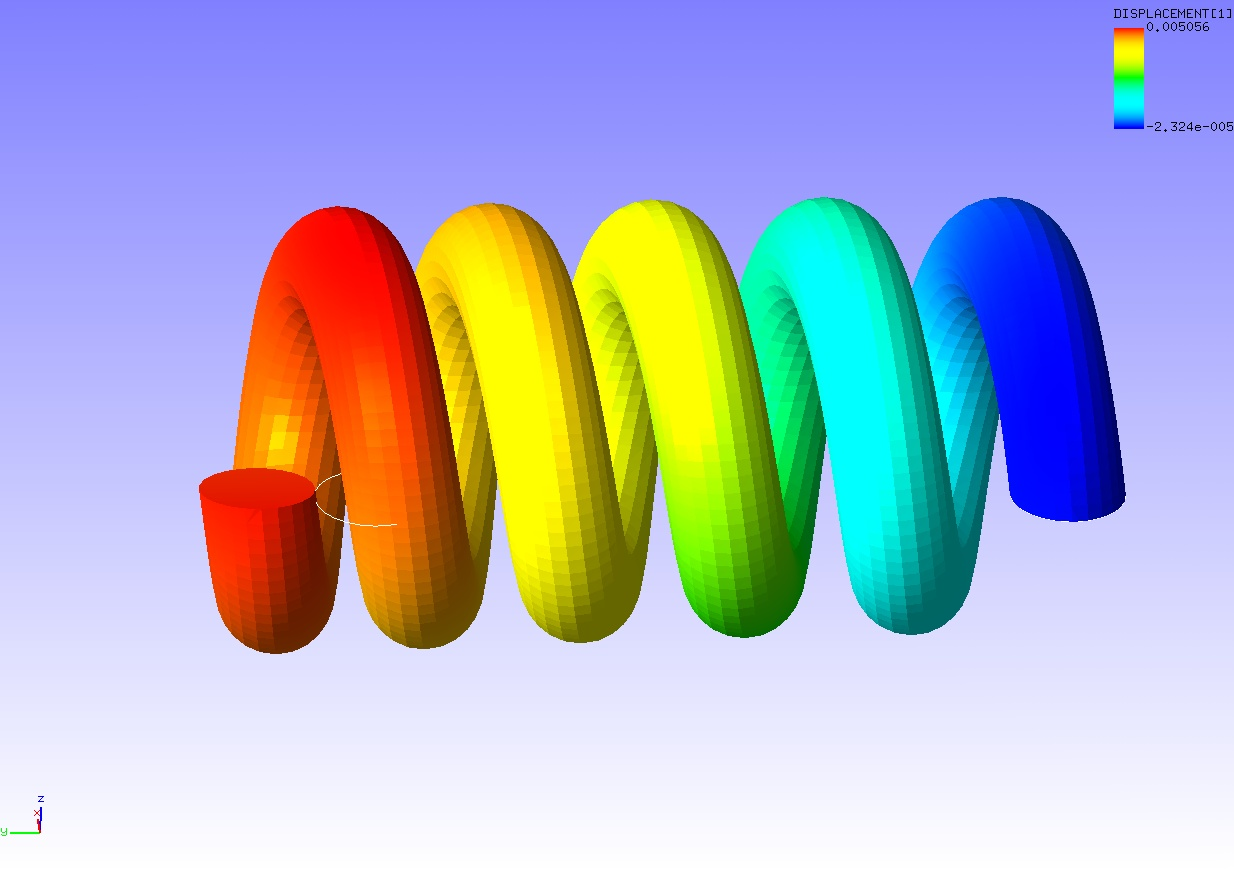 DISPLACEMENT[1]
0.005056
-2.324e-005
z
x
y